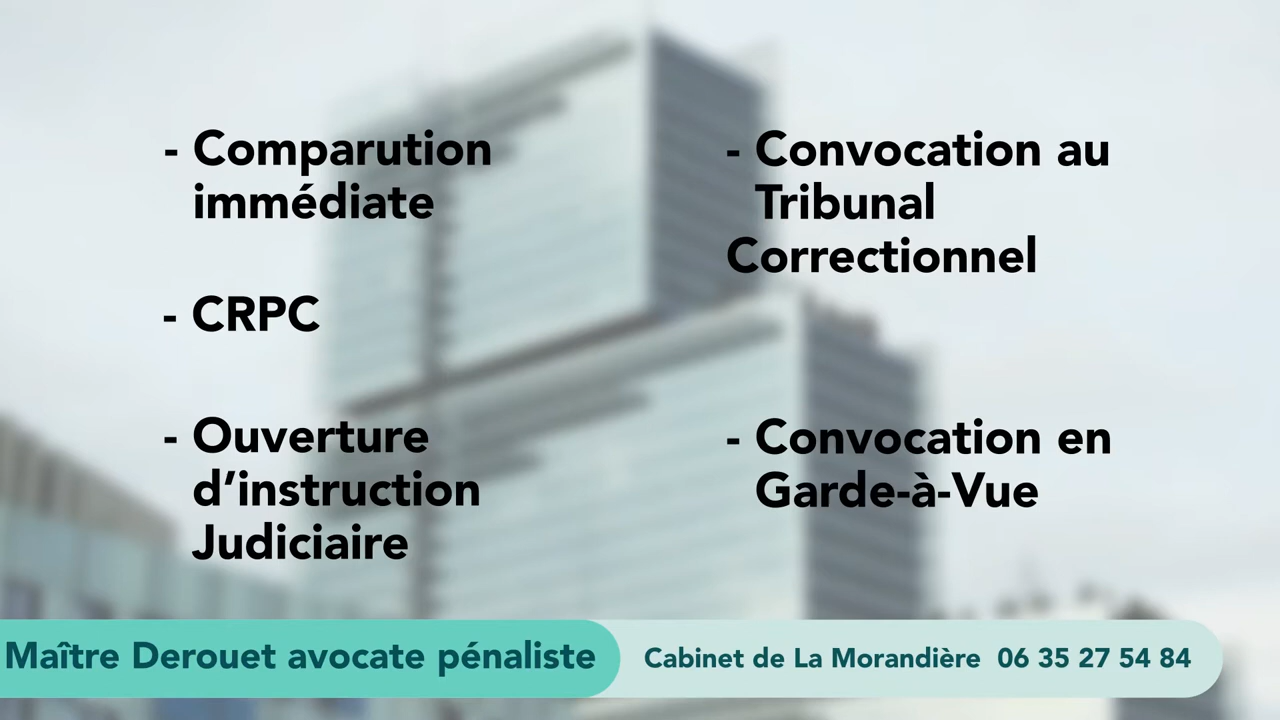 - Comparution
immédiate
- CRPC
- Ouverture
d’instruction
Judiciaire
- Convocation au
Tribunal
Correctionnel
- Convocation en
Garde-à-Vue
Maître Derouet avocate pénaliste
Cabinet de La Morandière 06 35 27 54 84